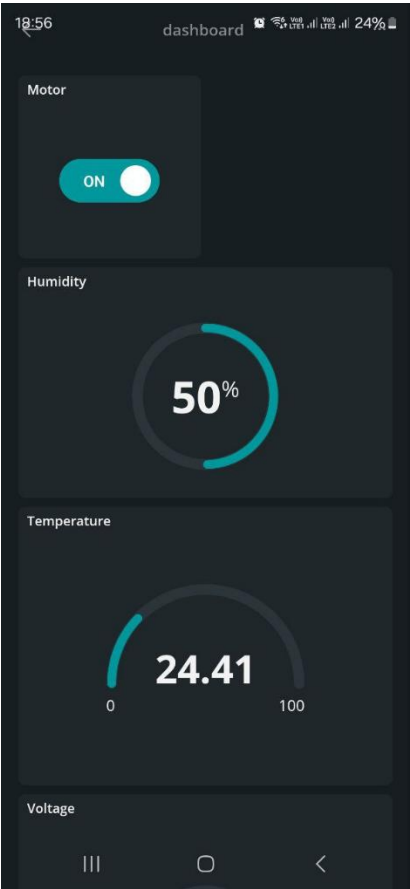 18:56 dashboard 24%
Motor
ON
Humidity
50%
Temperature
24.41
0 100
Voltage